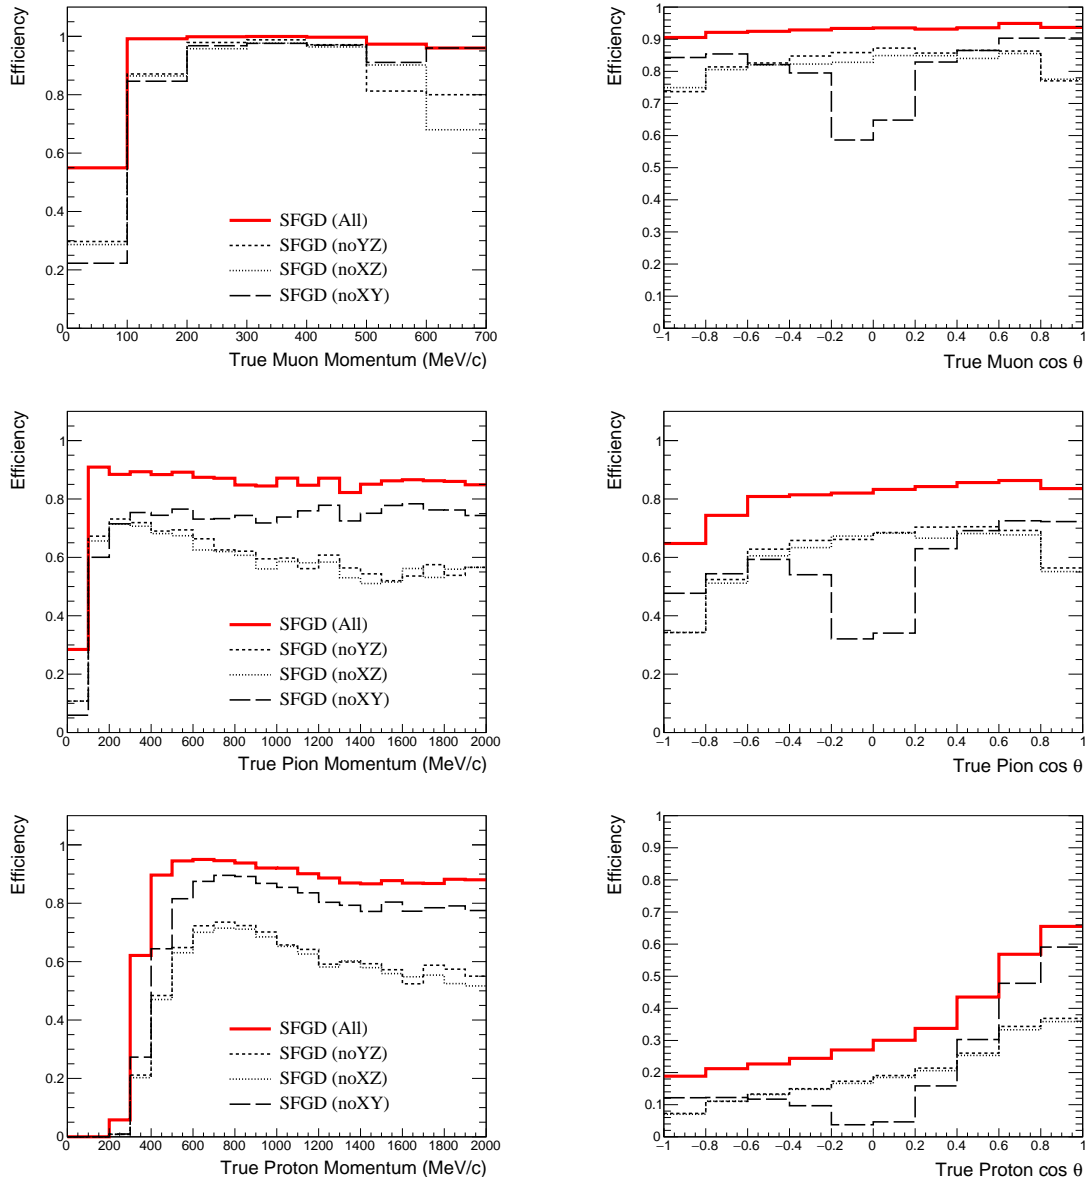 Efficiency
1
0.8
0.6
0.4
0.2
0
SFGD (All)
SFGD (noYZ)
SFGD (noXZ)
SFGD (noXY)
0 100 200 300 400 500 600 700
True Muon Momentum (MeV/c)
Efficiency
1
0.9
0.8
0.7
0.6
0.5
0.4
0.3
0.2
0.1
0
−1 −0.8 −0.6 −0.4 −0.2 0 0.2 0.4 0.6 0.8 1
True Muon cos θ
Efficiency
1
0.8
0.6
0.4
0.2
0
SFGD (All)
SFGD (noYZ)
SFGD (noXZ)
SFGD (noXY)
0 200 400 600 800 1000 1200 1400 1600 1800 2000
True Pion Momentum (MeV/c)
Efficiency
1
0.8
0.6
0.4
0.2
0
−1 −0.8 −0.6 −0.4 −0.2 0 0.2 0.4 0.6 0.8 1
True Pion cos θ
Efficiency
1
0.8
0.6
0.4
0.2
0
SFGD (All)
SFGD (noYZ)
SFGD (noXZ)
SFGD (noXY)
0 200 400 600 800 1000 1200 1400 1600 1800 2000
True Proton Momentum (MeV/c)
Efficiency
1
0.9
0.8
0.7
0.6
0.5
0.4
0.3
0.2
0.1
0
−1 −0.8 −0.6 −0.4 −0.2 0 0.2 0.4 0.6 0.8 1
True Proton cos θ